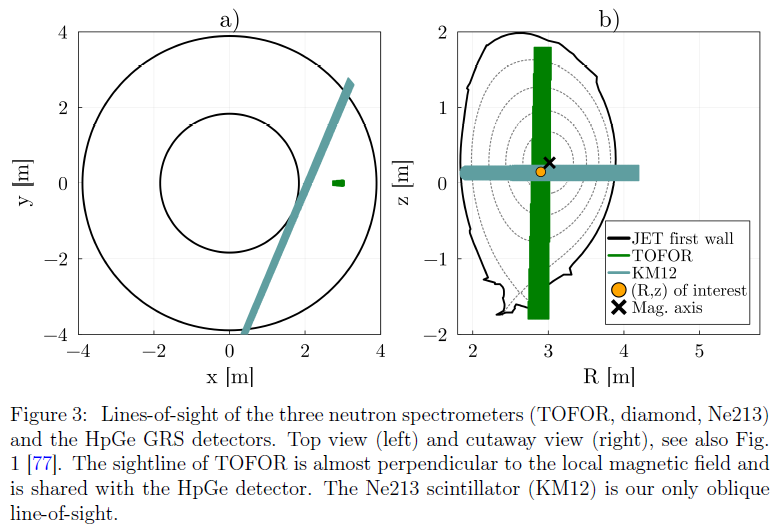 a)
b)
4
2
0
−2
−4
−4
−2
0
2
4
y [m]
x [m]
2
1
0
−1
−2
2
3
4
5
z [m]
R [m]
JET first wall
TOFOR
KM12
(R,z) of interest
Mag. axis
Figure 3: Lines-of-sight of the three neutron spectrometers (TOFOR, diamond, Ne213)
and the HpGe GRS detectors. Top view (left) and cutaway view (right), see also Fig.
1 [77]. The sightline of TOFOR is almost perpendicular to the local magnetic field and
is shared with the HpGe detector. The Ne213 scintillator (KM12) is our only oblique
line-of-sight.